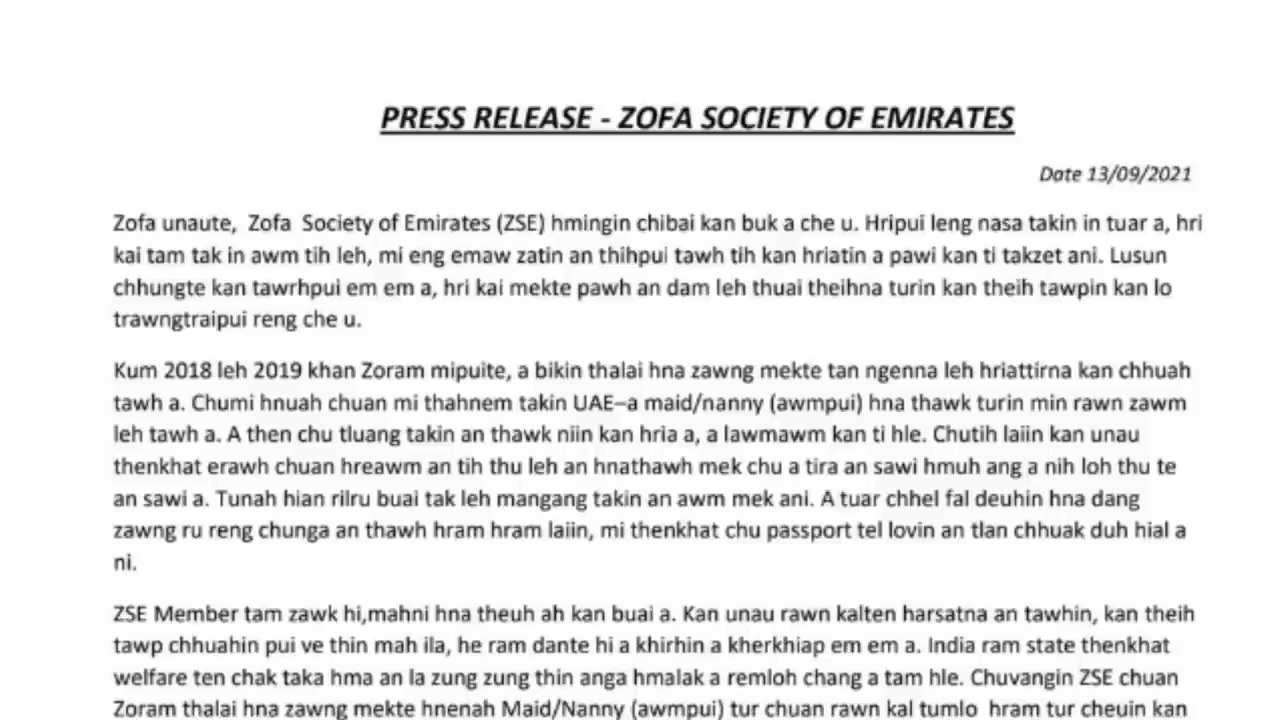 PRESS RELEASE - ZOFA SOCIETY OF EMIRATES
Date 13/09/2021
Zofa unaute, Zofa Society of Emirates (ZSE) hmingin chibai kan buk a che u. Hripui leng nasa takin in tuar a, hri
kai tam tak in awm tih leh, mi eng emaw zatin an thihpui tawh tih kan hriatin a pawi kan ti takzet ani. Lusun
chhungte kan tawrhpui em em a, hri kai mekte pawh an dam leh thuai theihna turin kan theih tawpin kan lo
trawngtraipui reng che u.
Kum 2018 leh 2019 khan Zoram mipuite, a bikin thalai hna zawng mekte tan ngenna leh hriattirna kan chhuah
tawh a. Chumi hnuah chuan mi thahnem takin UAE–a maid/nanny (awmpui) hna thawk turin min rawn zawm
leh tawh a. A then chu tluang takin an thawk niin kan hria a, a lawmawm kan ti hle. Chutih laiin kan unau
thenkhat erawh chuan hreawm an tih thu leh an hnathawh mek chu a tira an sawi hmuh ang a nih loh thu te
an sawi a. Tunah hian rilru buai tak leh mangang takin an awm mek ani. A tuar chhel fal deuhin hna dang
zawng ru reng chunga an thawh hram hram laiin, mi thenkhat chu passport tel lovin an tlan chhuak duh hial a
ni.
ZSE Member tam zawk hi,mahni hna theuh ah kan buai a. Kan unau rawn kalten harsatna an tawhin, kan theih
tawp chhuahin pui ve thin mah ila, he ram dante hi a khirhin a kherkhiap em em a. India ram state thenkhat
welfare ten chak taka hma an la zung zung thin anga hmalak a remloh chang a tam hle. Chuvangin ZSE chuan
Zoram thalai hna zawng mekte hnenah Maid/Nanny (awmpui) tur chuan rawn kal tumlo hram tur cheuin kan